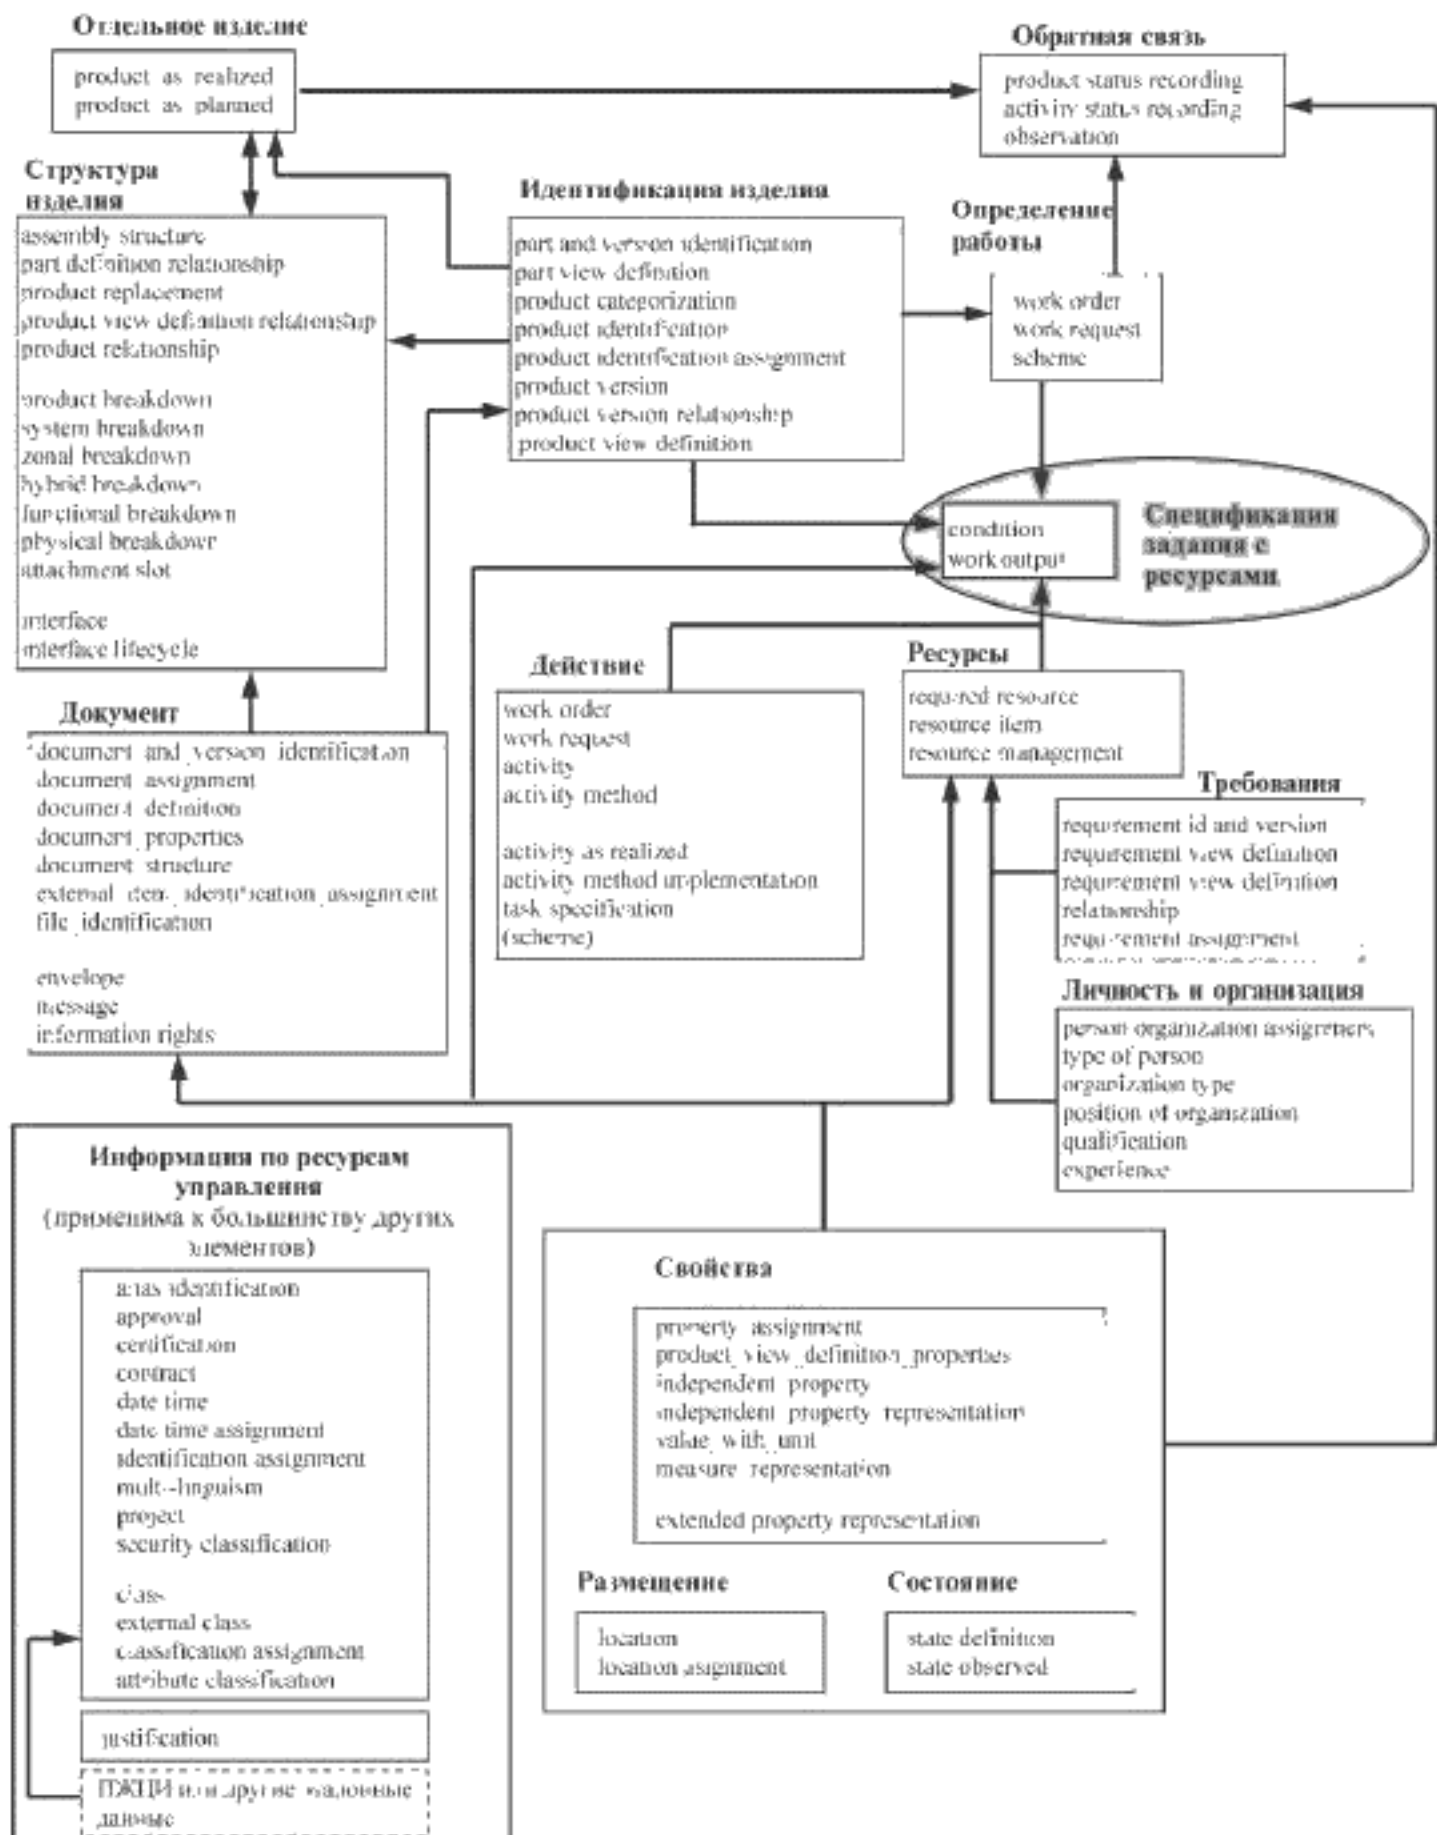 Отдельное изделие
product as realized
product as planned
Обратная связь
product status recording
activity status recording
observation
Структура
изделия
assembly structure
part definition relationship
product replacement
product view definition relationship
product relationship
product breakdown
system breakdown
zonal breakdown
hybrid breakdown
functional breakdown
physical breakdown
attachment slot
interface
interface lifecycle
Идентификация изделия
part and version identification
part view definition
product categorization
product identification
product identification assignment
product version
product version relationship
product view definition
Определение
работы
work order
work request
scheme
condition
work output
Спецификация
задания с
ресурсами
Действие
work order
work request
activity
activity method
activity as realized
activity method implementation
task specification
(scheme)
Ресурсы
required resource
resource item
resource management
Документ
document and version identification
document assignment
document definition
document properties
document structure
external item identification assignment
file identification
envelope
message
information rights
Требования
requirement id and version
requirement view definition
requirement view definition
relationship
requirement assignment
Личность и организация
person organization
type of person
organization type
position of organization
qualification
experience
Информация по ресурсам
управления
(применима к большинству других
элементов)
alias identification
approval
certification
contract
date time
date time assignment
identification assignment
multi-linguism
project
security classification
class
external class
classification assignment
attribute classification
justification
ПЖЦИ или другие эталонные
данные
Свойства
property assignment
product view definition properties
independent property
independent property representation
value with unit
measure representation
extended property representation
Размещение
location
location asignment
Состояние
state definition
state observed